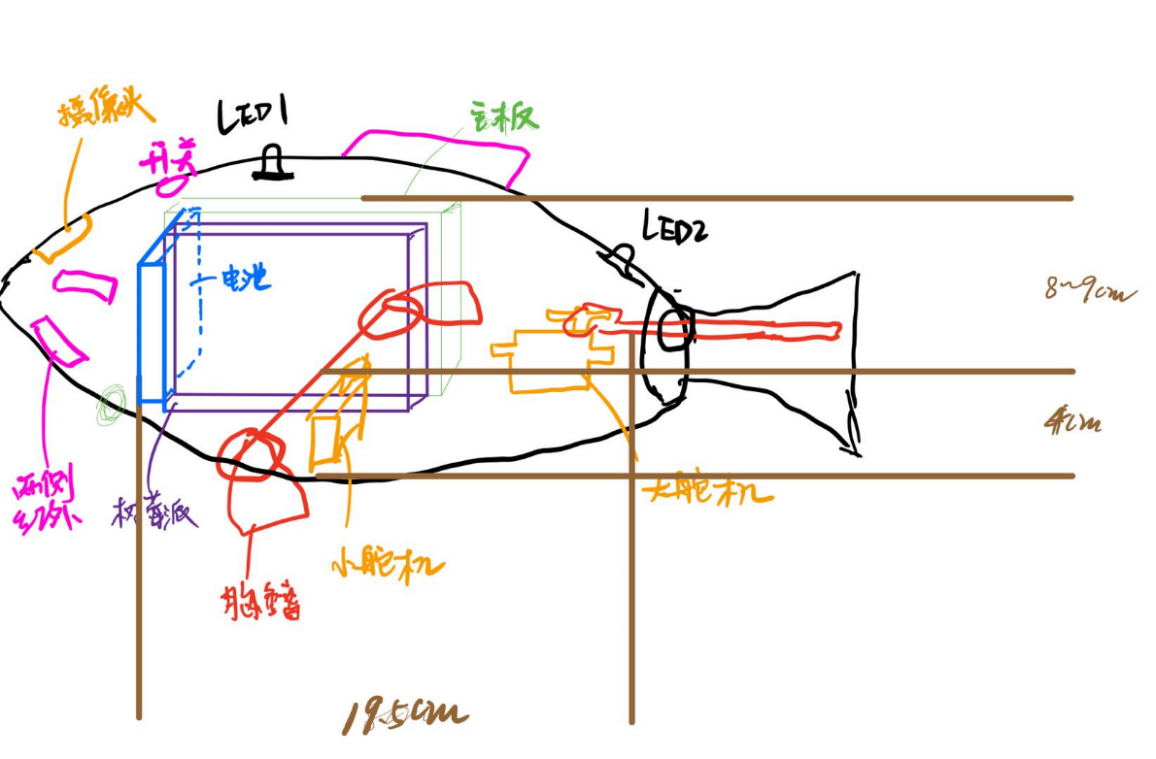 摄像头
LED1
主板
开关
LED2
电池
8~9cm
4cm
两侧
红外
树莓派
大舵机
小舵机
胸鳍
19.5cm